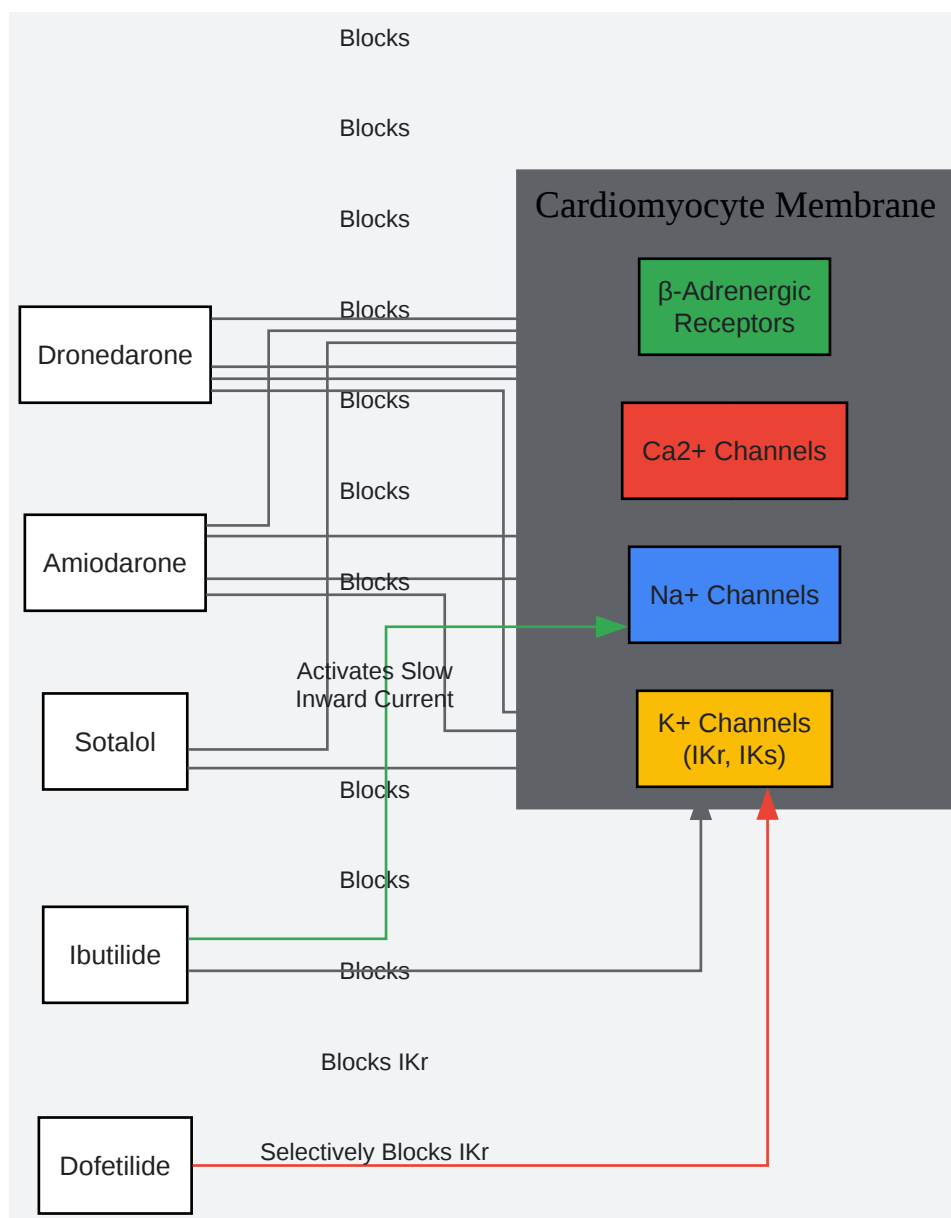 Blocks
Blocks
Cardiomyocyte Membrane
Blocks
β-Adrenergic
Receptors
Blocks
Dronedarone
Blocks
Ca2+ Channels
Blocks
Amiodarone
Blocks
Na+ Channels
Activates Slow
Inward Current
Sotalol
K+ Channels
(IKr, IKs)
Blocks
Blocks
Ibutilide
Blocks
Blocks IKr
Selectively Blocks IKr
Dofetilide